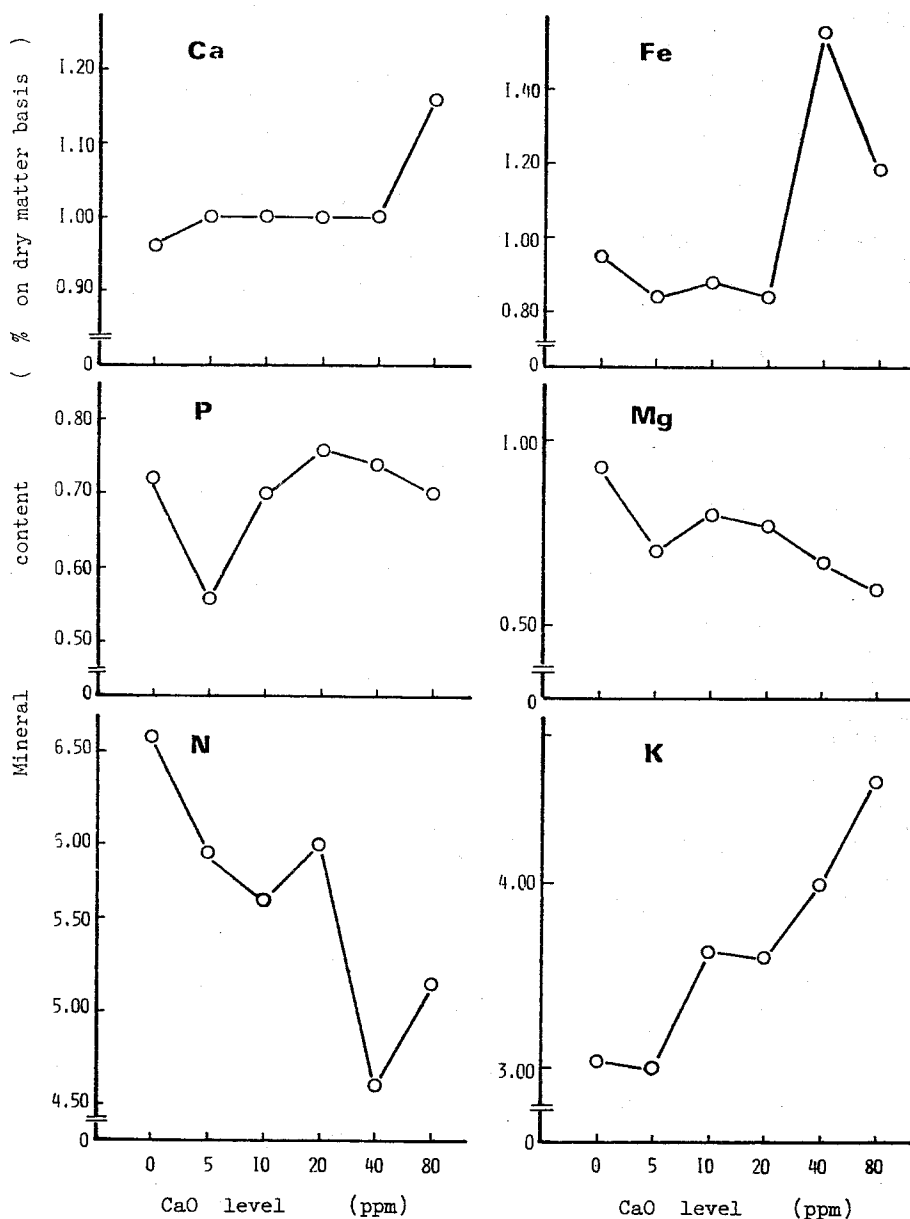 Mineral content ( % on dry matter basis )
Ca
1.20
1.10
1.00
0.90
0
Fe
1.40
1.20
1.00
0.80
0
P
0.80
0.70
0.60
0.50
0
Mg
1.00
0.50
0
N
6.50
6.00
5.50
5.00
4.50
0
0 5 10 20 40 80
CaO level (ppm)
K
4.00
3.00
0
0 5 10 20 40 80
CaO level (ppm)